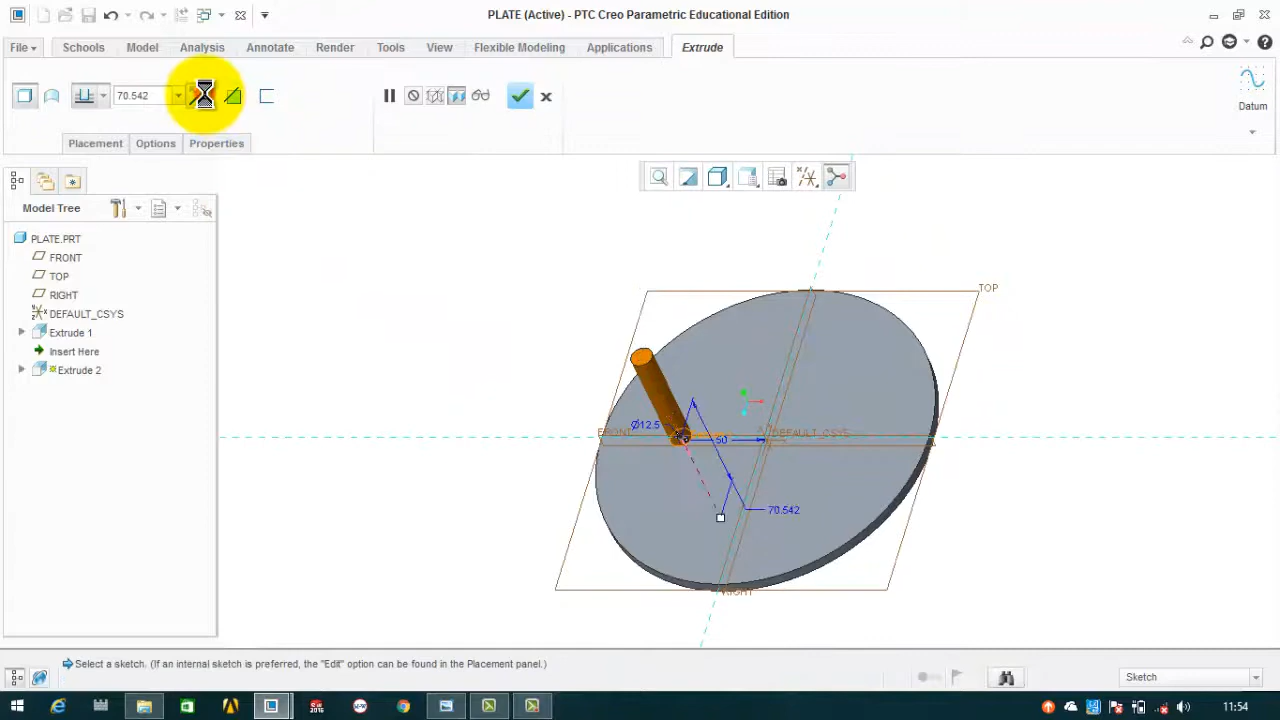 PLATE (Active) - PTC Creo Parametric Educational Edition
File Schools Model Analysis Annotate Render Tools View Flexible Modeling Applications Extrude
70.542
Datum
Placement Options Properties
Model Tree
PLATE.PRT
FRONT
TOP
RIGHT
DEFAULT_CSYS
Extrude 1
Insert Here
Extrude 2
TOP
Ø12.5
FRONT
DEFAULT_CSYS
50
70.542
RIGHT
Select a sketch. (If an internal sketch is preferred, the "Edit" option can be found in the Placement panel.)
Sketch
2016
11:54